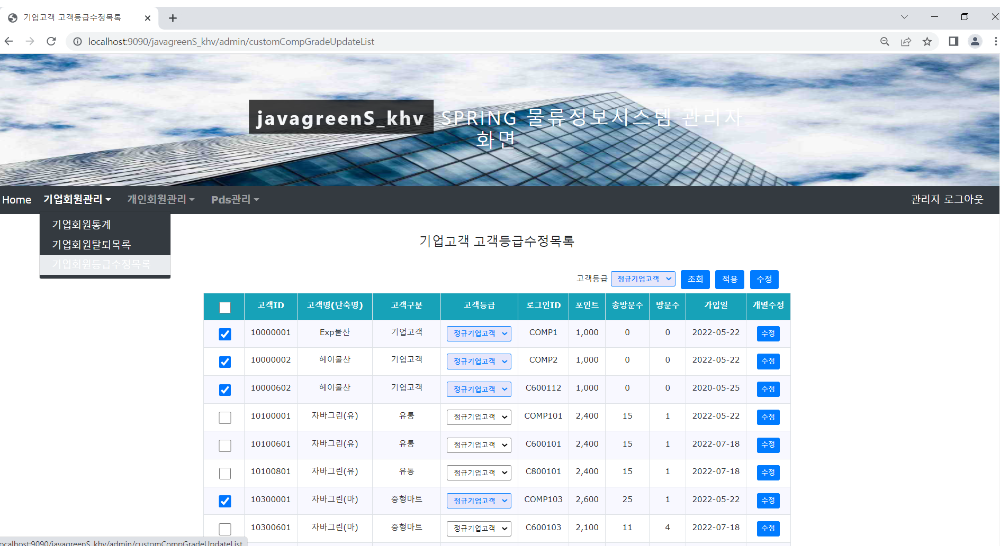 기업고객 고객등급수정목록
localhost:9090/javagreenS_khv/admin/customCompGradeUpdateList
javagreenS_khv SPRING 물류정보시스템 관리자
화면
Home 기업회원관리 개인회원관리 Pds관리 관리자 로그아웃
기업회원통계
기업회원탈퇴목록
기업회원등급수정목록
기업고객 고객등급수정목록
고객등급 정규기업고객 조회 적용 수정
고객ID 고객명(단축명) 고객구분 고객등급 로그인ID 포인트 총방문수 방문수 가입일 개별수정
10000001 Exp물산 기업고객 정규기업고객 COMP1 1,000 0 0 2022-05-22 수정
10000002 헤이물산 기업고객 정규기업고객 COMP2 1,000 0 0 2022-05-22 수정
10000602 헤이물산 기업고객 정규기업고객 C600112 1,000 0 0 2020-05-25 수정
10100001 자바그린(유) 유통 정규기업고객 COMP101 2,400 15 1 2022-05-22 수정
10100601 자바그린(유) 유통 정규기업고객 C600101 2,400 15 1 2022-07-18 수정
10100801 자바그린(유) 유통 정규기업고객 C800101 2,400 15 1 2022-07-18 수정
10300001 자바그린(마) 중형마트 정규기업고객 COMP103 2,600 25 1 2022-05-22 수정
10300601 자바그린(마) 중형마트 정규기업고객 C600103 2,100 11 4 2022-07-18 수정
ocalhost:9090/javagreenS_khv/admin/customCompGradeUpdateList